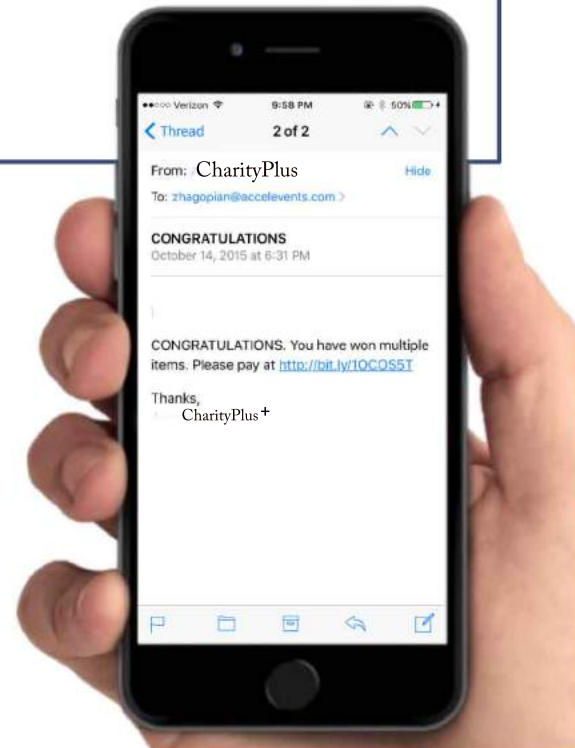 Verizon 9:58 PM 50%
Thread 2 of 2
From: CharityPlus Hide
To: zhagopian@accelevents.com
CONGRATULATIONS
October 14, 2015 at 6:31 PM
CONGRATULATIONS. You have won multiple
items. Please pay at http://bit.ly/1OCOS5T
Thanks,
CharityPlus+